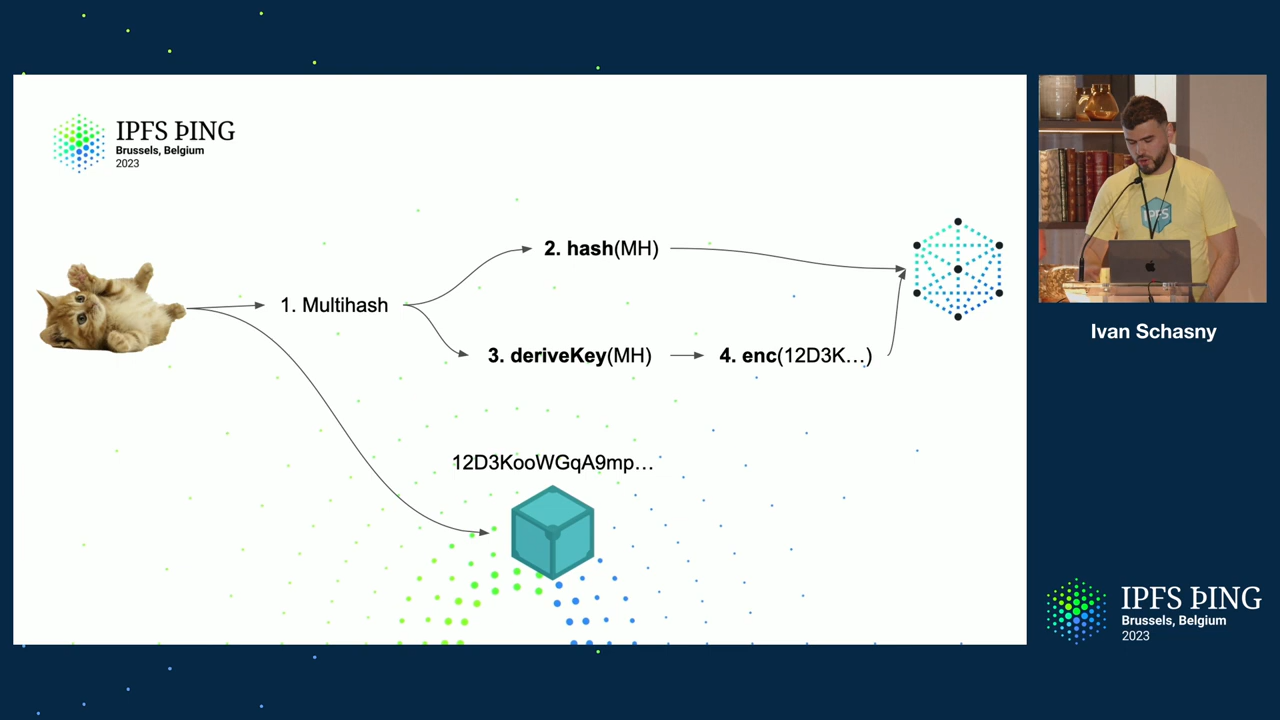 IPFS ÞING
Brussels, Belgium
2023
2. hash(MH)
1. Multihash
3. deriveKey(MH)
4. enc(12D3K...)
12D3KooWGqA9mp...
IPFS
Ivan Schasny
IPFS ÞING
Brussels, Belgium
2023